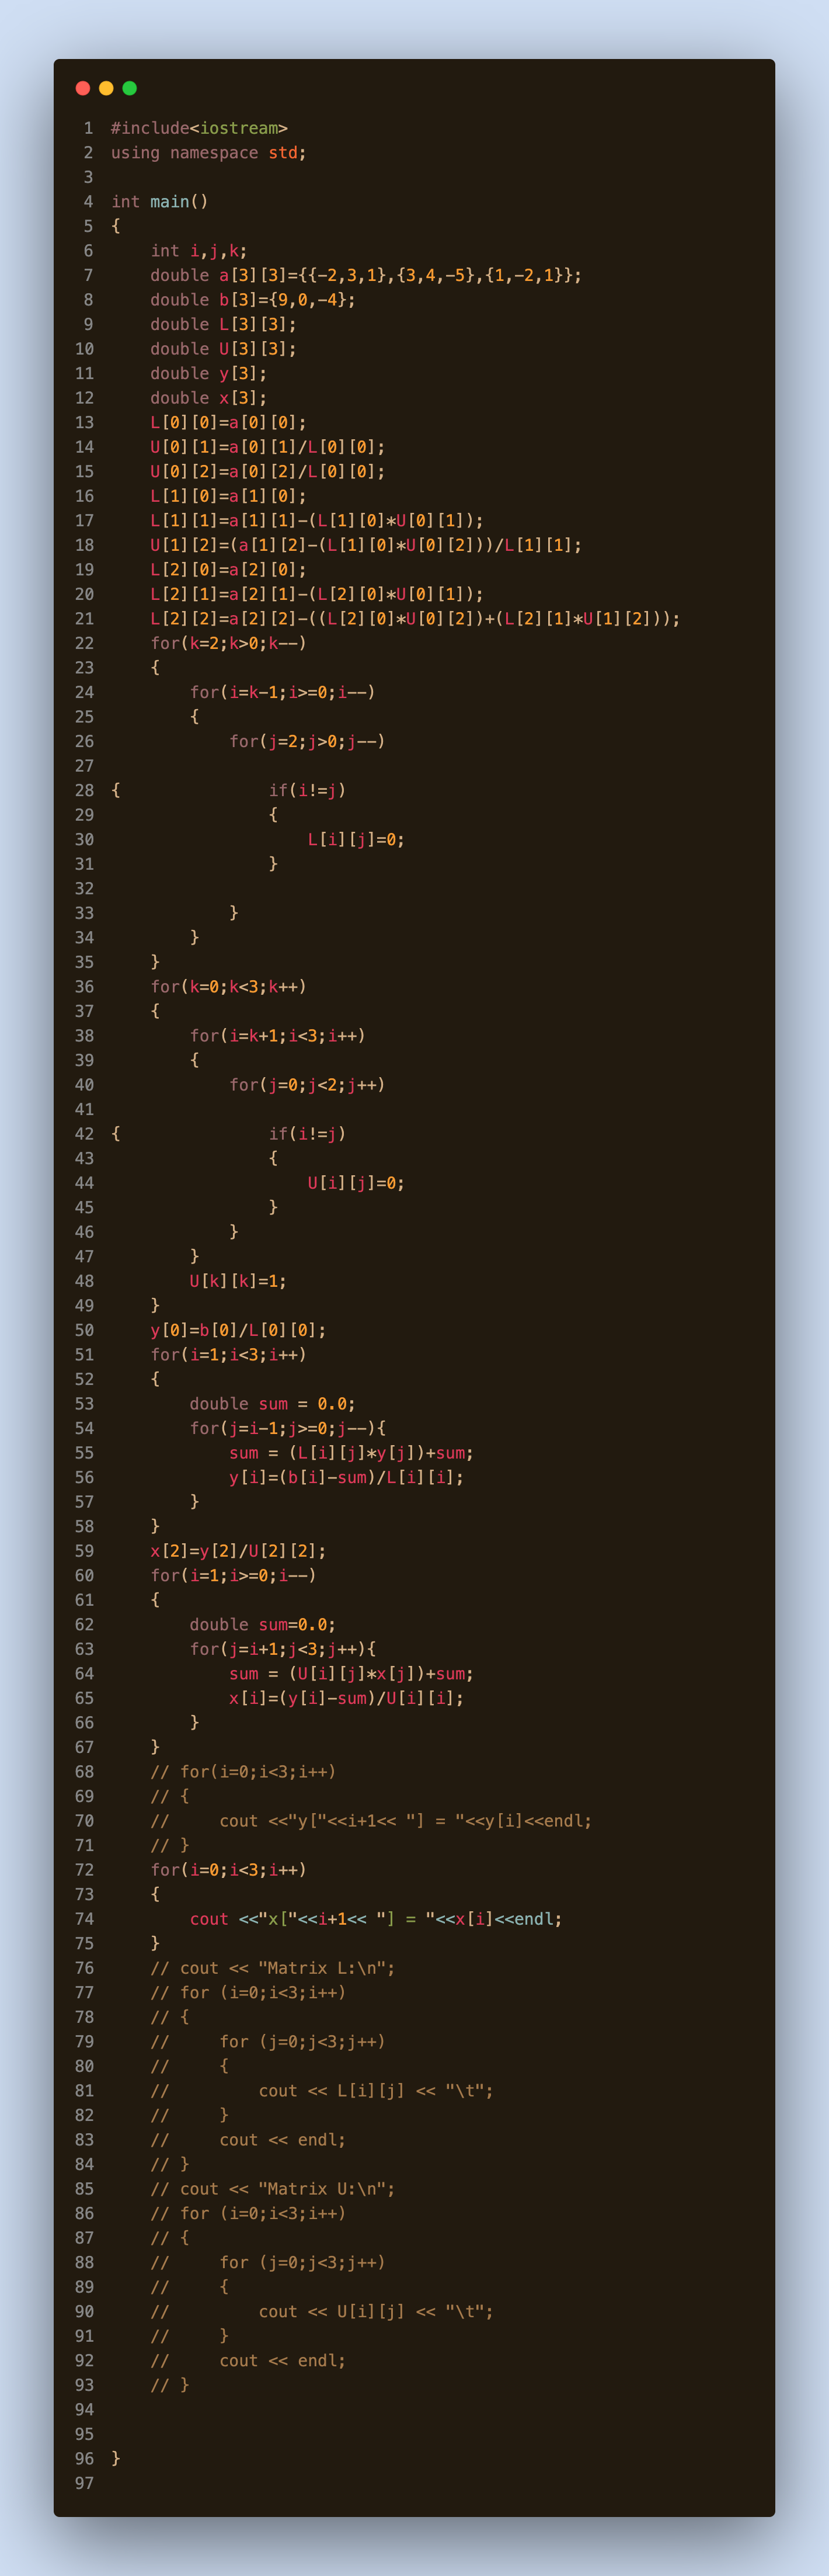 1 #include<iostream>
2 using namespace std;
3
4 int main()
5 {
6     int i,j,k;
7     double a[3][3]={{-2,3,1},{3,4,-5},{1,-2,1}};
8     double b[3]={9,0,-4};
9     double L[3][3];
10     double U[3][3];
11     double y[3];
12     double x[3];
13     L[0][0]=a[0][0];
14     U[0][1]=a[0][1]/L[0][0];
15     U[0][2]=a[0][2]/L[0][0];
16     L[1][0]=a[1][0];
17     L[1][1]=a[1][1]-(L[1][0]*U[0][1]);
18     U[1][2]=(a[1][2]-(L[1][0]*U[0][2]))/L[1][1];
19     L[2][0]=a[2][0];
20     L[2][1]=a[2][1]-(L[2][0]*U[0][1]);
21     L[2][2]=a[2][2]-((L[2][0]*U[0][2])+(L[2][1]*U[1][2]));
22     for(k=2;k>0;k--)
23     {
24         for(i=k-1;i>=0;i--)
25         {
26             for(j=2;j>0;j--)
27
28 {               if(i!=j)
29                 {
30                     L[i][j]=0;
31                 }
32
33             }
34         }
35     }
36     for(k=0;k<3;k++)
37     {
38         for(i=k+1;i<3;i++)
39         {
40             for(j=0;j<2;j++)
41
42 {               if(i!=j)
43                 {
44                     U[i][j]=0;
45                 }
46             }
47         }
48         U[k][k]=1;
49     }
50     y[0]=b[0]/L[0][0];
51     for(i=1;i<3;i++)
52     {
53         double sum = 0.0;
54         for(j=i-1;j>=0;j--){
55             sum = (L[i][j]*y[j])+sum;
56             y[i]=(b[i]-sum)/L[i][i];
57         }
58     }
59     x[2]=y[2]/U[2][2];
60     for(i=1;i>=0;i--)
61     {
62         double sum=0.0;
63         for(j=i+1;j<3;j++){
64             sum = (U[i][j]*x[j])+sum;
65             x[i]=(y[i]-sum)/U[i][i];
66         }
67     }
68     // for(i=0;i<3;i++)
69     // {
70     //     cout <<"y["<<i+1<< "] = "<<y[i]<<endl;
71     // }
72     for(i=0;i<3;i++)
73     {
74         cout <<"x["<<i+1<< "] = "<<x[i]<<endl;
75     }
76     // cout << "Matrix L:\n";
77     // for (i=0;i<3;i++)
78     // {
79     //     for (j=0;j<3;j++)
80     //     {
81     //         cout << L[i][j] << "\t";
82     //     }
83     //     cout << endl;
84     // }
85     // cout << "Matrix U:\n";
86     // for (i=0;i<3;i++)
87     // {
88     //     for (j=0;j<3;j++)
89     //     {
90     //         cout << U[i][j] << "\t";
91     //     }
92     //     cout << endl;
93     // }
94
95
96 }
97